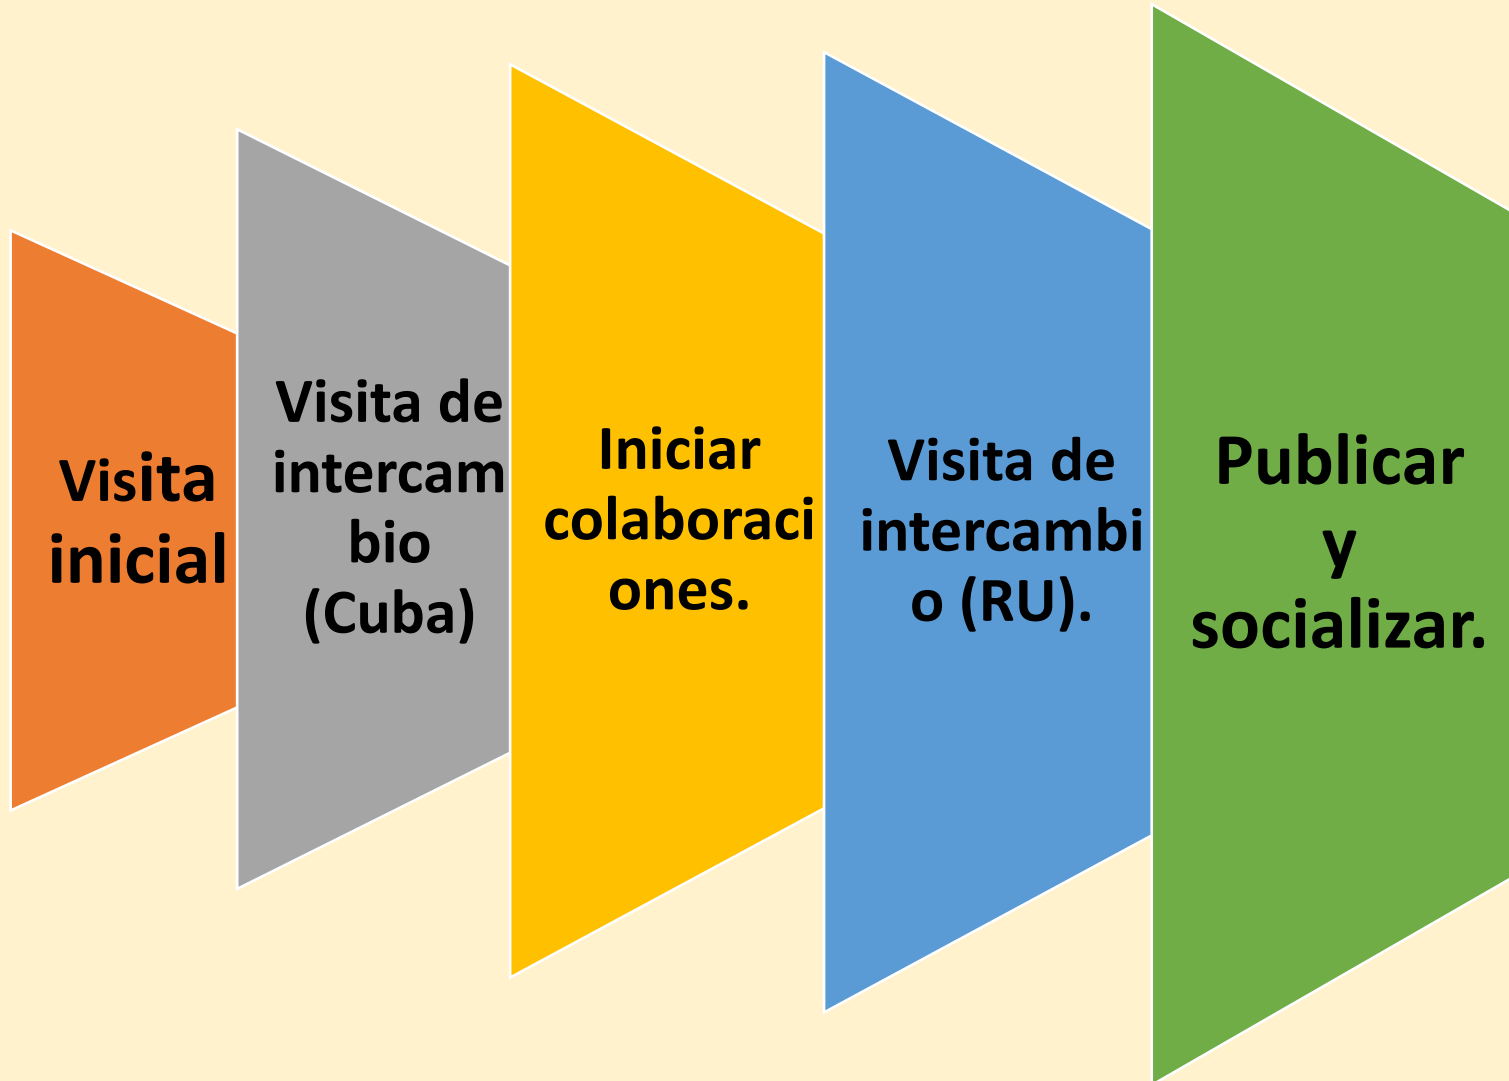 Visita
inicial
Visita de
intercam
bio
(Cuba)
Iniciar
colaboraci
ones.
Visita de
intercambi
o (RU).
Publicar
y
socializar.